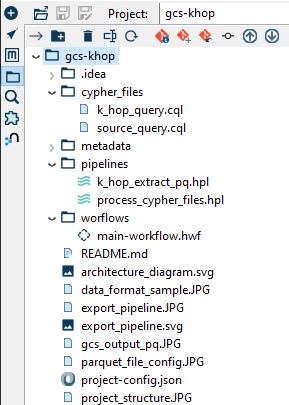 Project: gcs-khop
gcs-khop
.idea
cypher_files
k_hop_query.cql
source_query.cql
metadata
pipelines
k_hop_extract_pq.hpl
process_cypher_files.hpl
worflows
main-workflow.hwf
README.md
architecture_diagram.svg
data_format_sample.JPG
export_pipeline.JPG
export_pipeline.svg
gcs_output_pq.JPG
parquet_file_config.JPG
project-config.json
project_structure.JPG